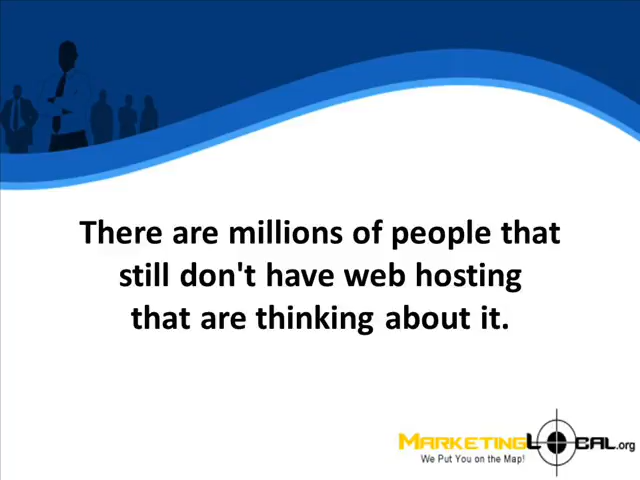 There are millions of people that
still don't have web hosting
that are thinking about it.
MARKETINGLOCAL.org
We Put You on the Map!